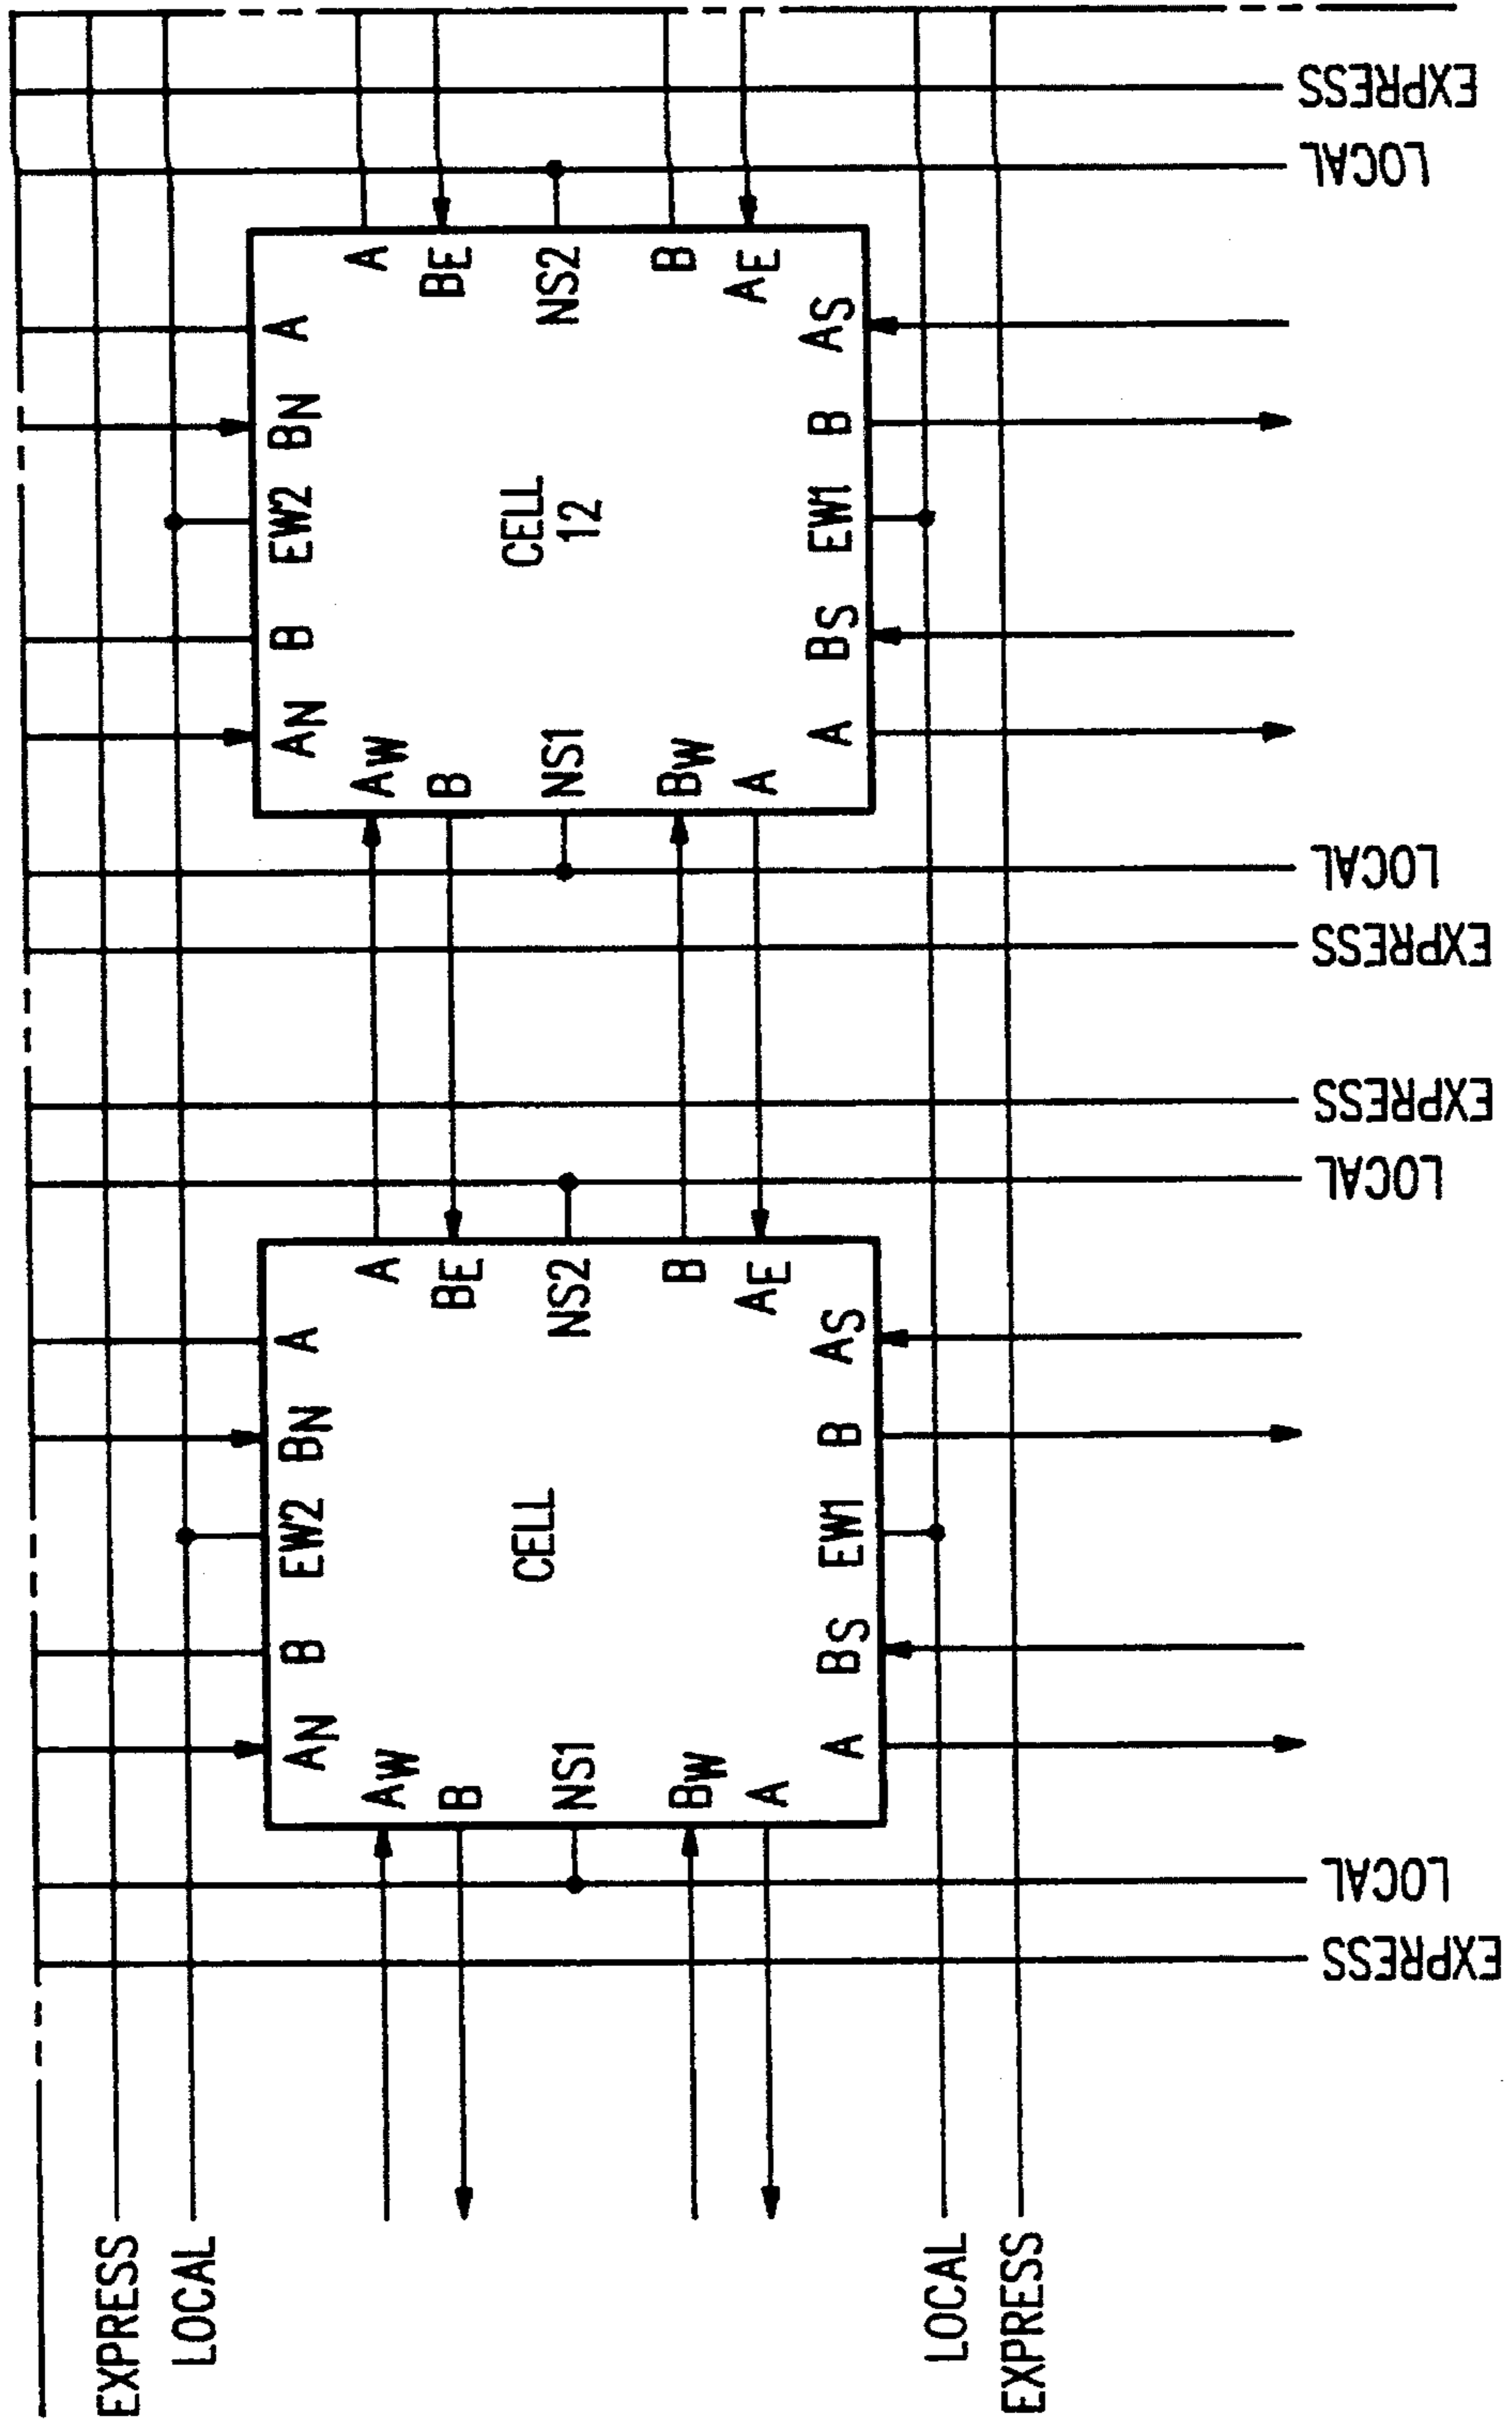 EXPRESS
LOCAL
A
BE
NS2
B
AE
A
BN
EW2
B
AN
AS
B
EW1
BS
A
CELL
12
AW
B
NS1
BW
A
LOCAL
EXPRESS
EXPRESS
LOCAL
A
BE
NS2
B
AE
A
BN
EW2
B
AN
AS
B
EW1
BS
A
CELL
AW
B
NS1
BW
A
LOCAL
EXPRESS
EXPRESS
LOCAL
LOCAL
EXPRESS